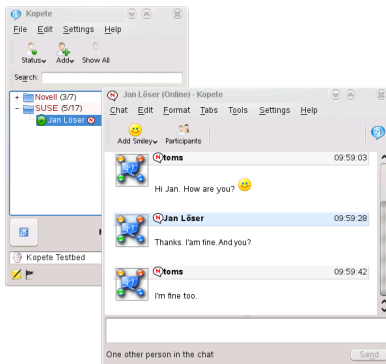 Kopete
File Edit Settings Help
Status Add Show All
Search:
Novell (3/7)
SUSE (5/17)
Jan Löser
Kopete Testbed
Jan Löser (Online) - Kopete
Chat Edit Format Tabs Tools Settings Help
Add Smiley Participants
toms 09:59:03
Hi Jan. How are you?
Jan Löser 09:59:28
Thanks. I'am fine. And you?
toms 09:59:42
I'm fine too.
One other person in the chat
Send